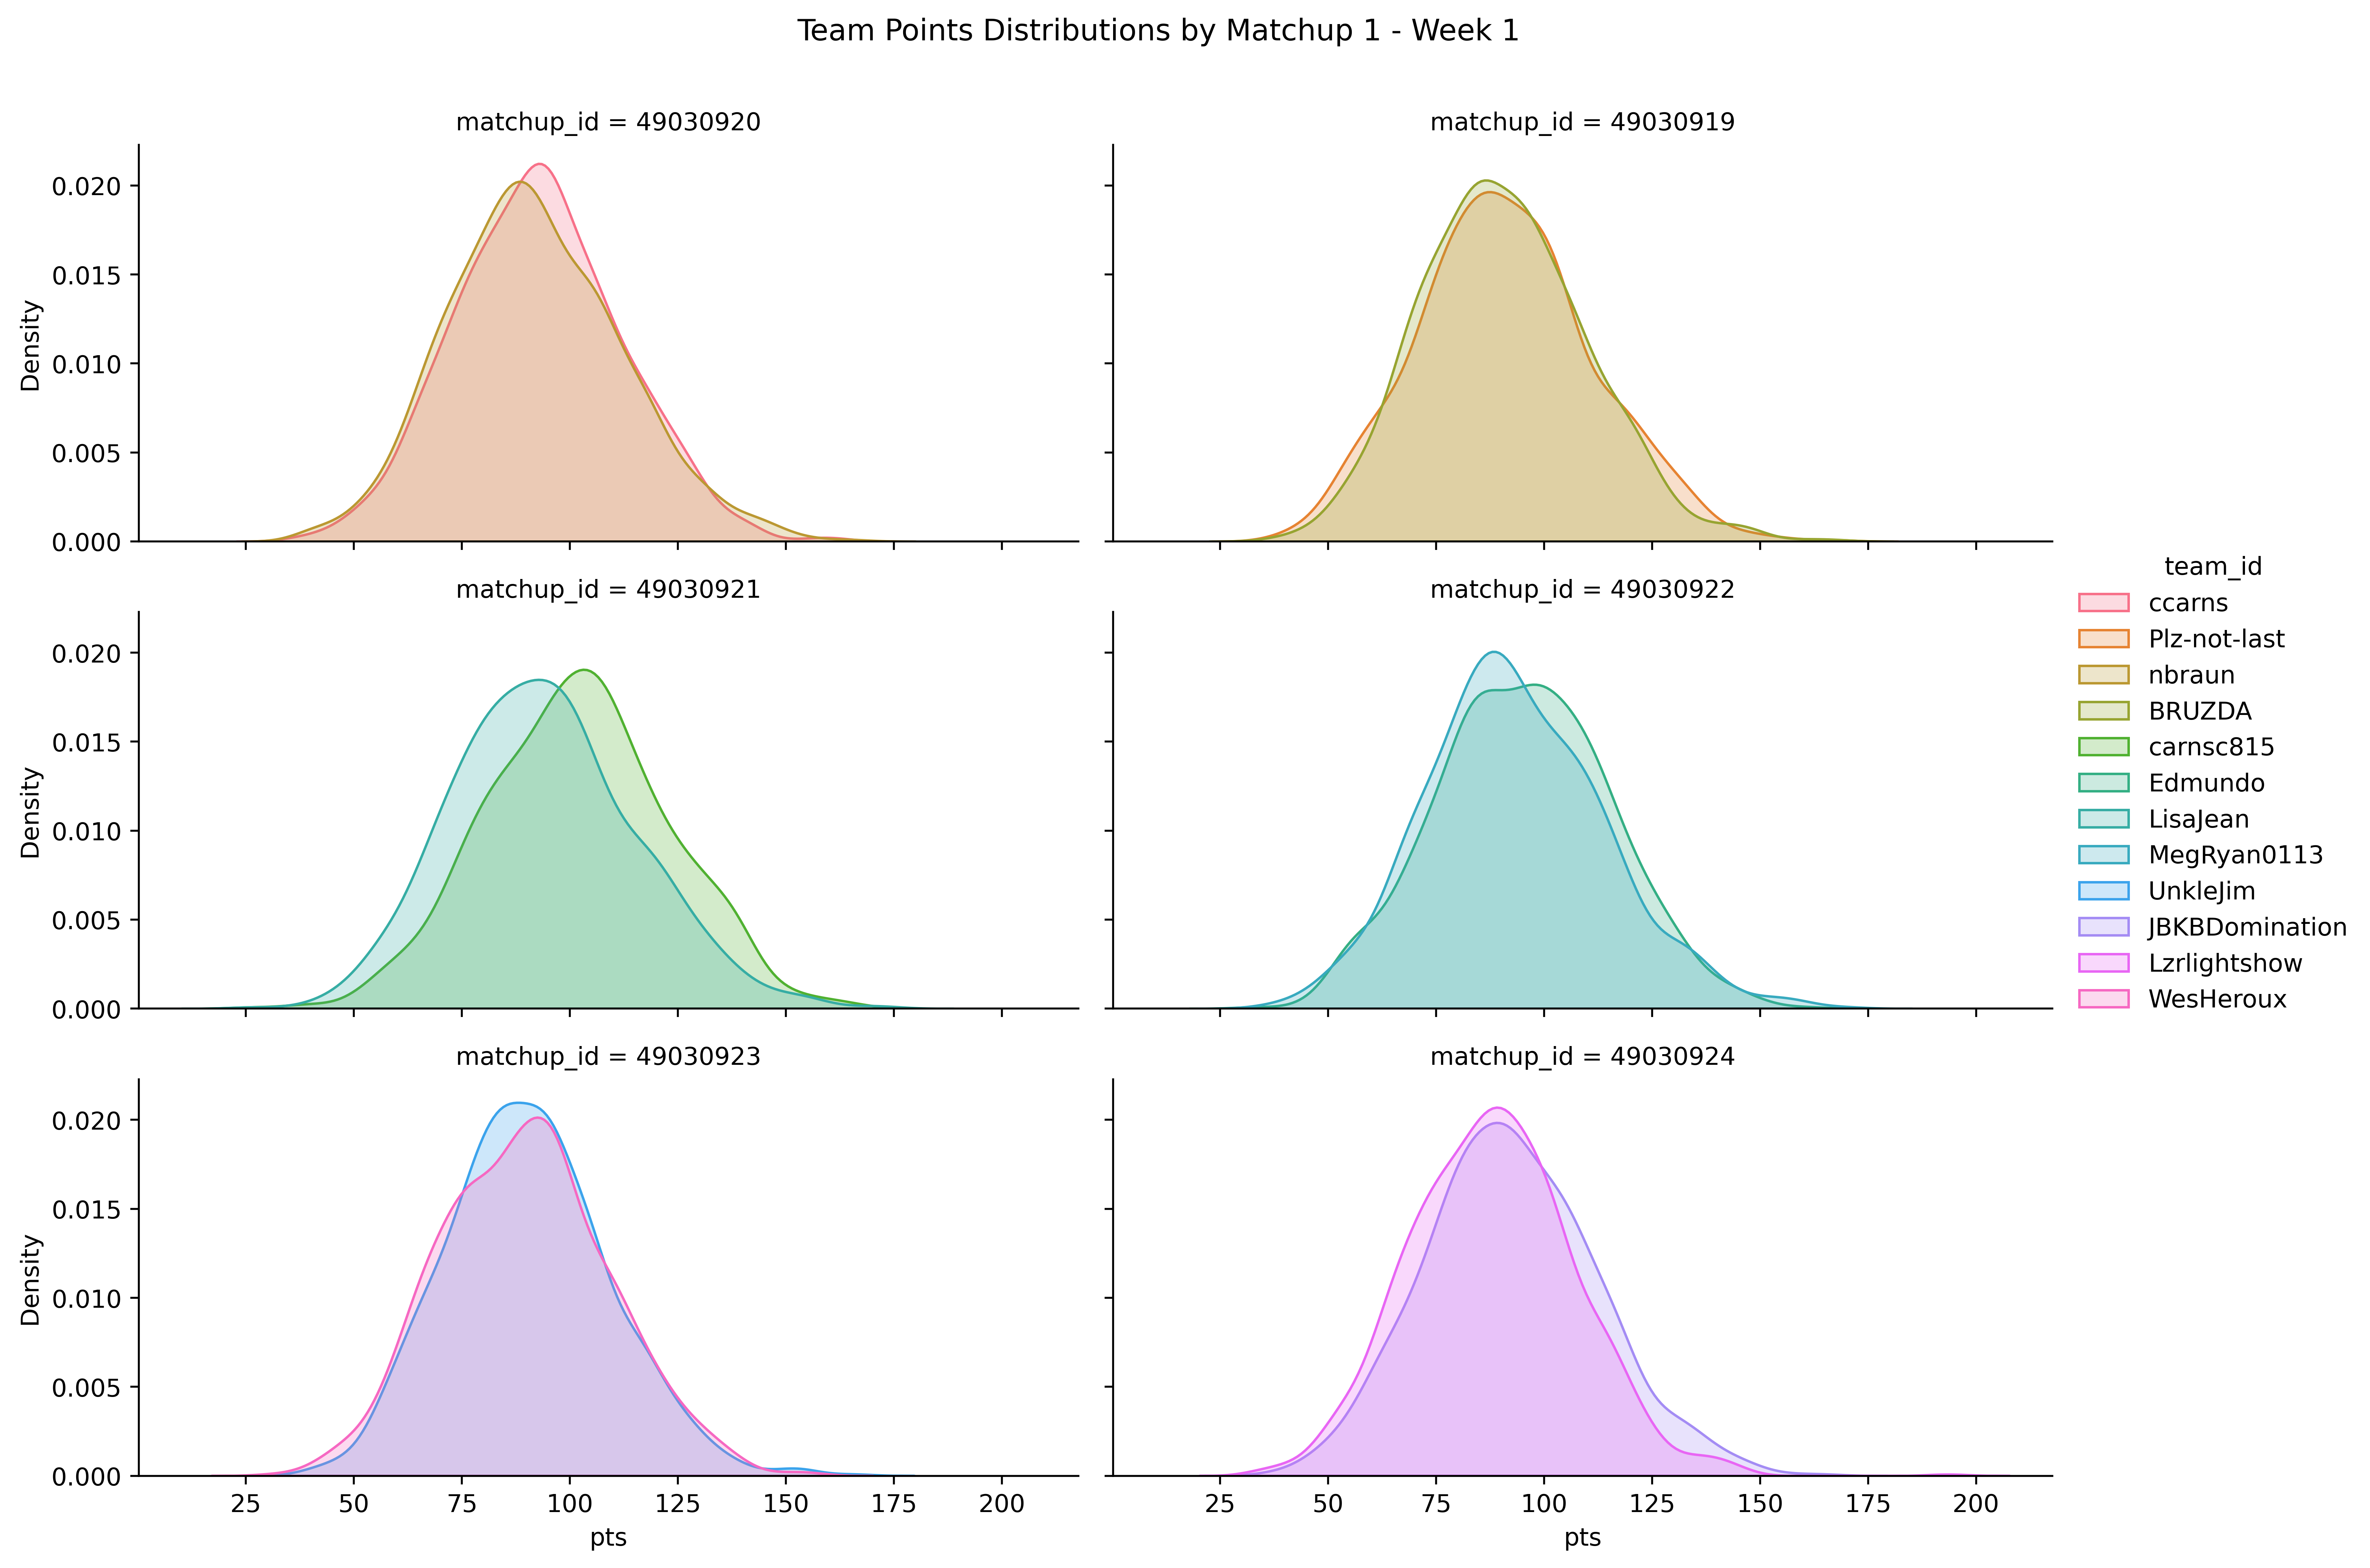 Team Points Distributions by Matchup 1 - Week 1
matchup_id = 49030920
0.020
0.015
0.010
0.005
0.000
Density
matchup_id = 49030919
matchup_id = 49030921
0.020
0.015
0.010
0.005
0.000
Density
matchup_id = 49030922
team_id
ccarns
Plz-not-last
nbraun
BRUZDA
carnsc815
Edmundo
LisaJean
MegRyan0113
UnkleJim
JBKBDomination
Lzrlightshow
WesHeroux
matchup_id = 49030923
0.020
0.015
0.010
0.005
0.000
Density
25 50 75 100 125 150 175 200
pts
matchup_id = 49030924
25 50 75 100 125 150 175 200
pts